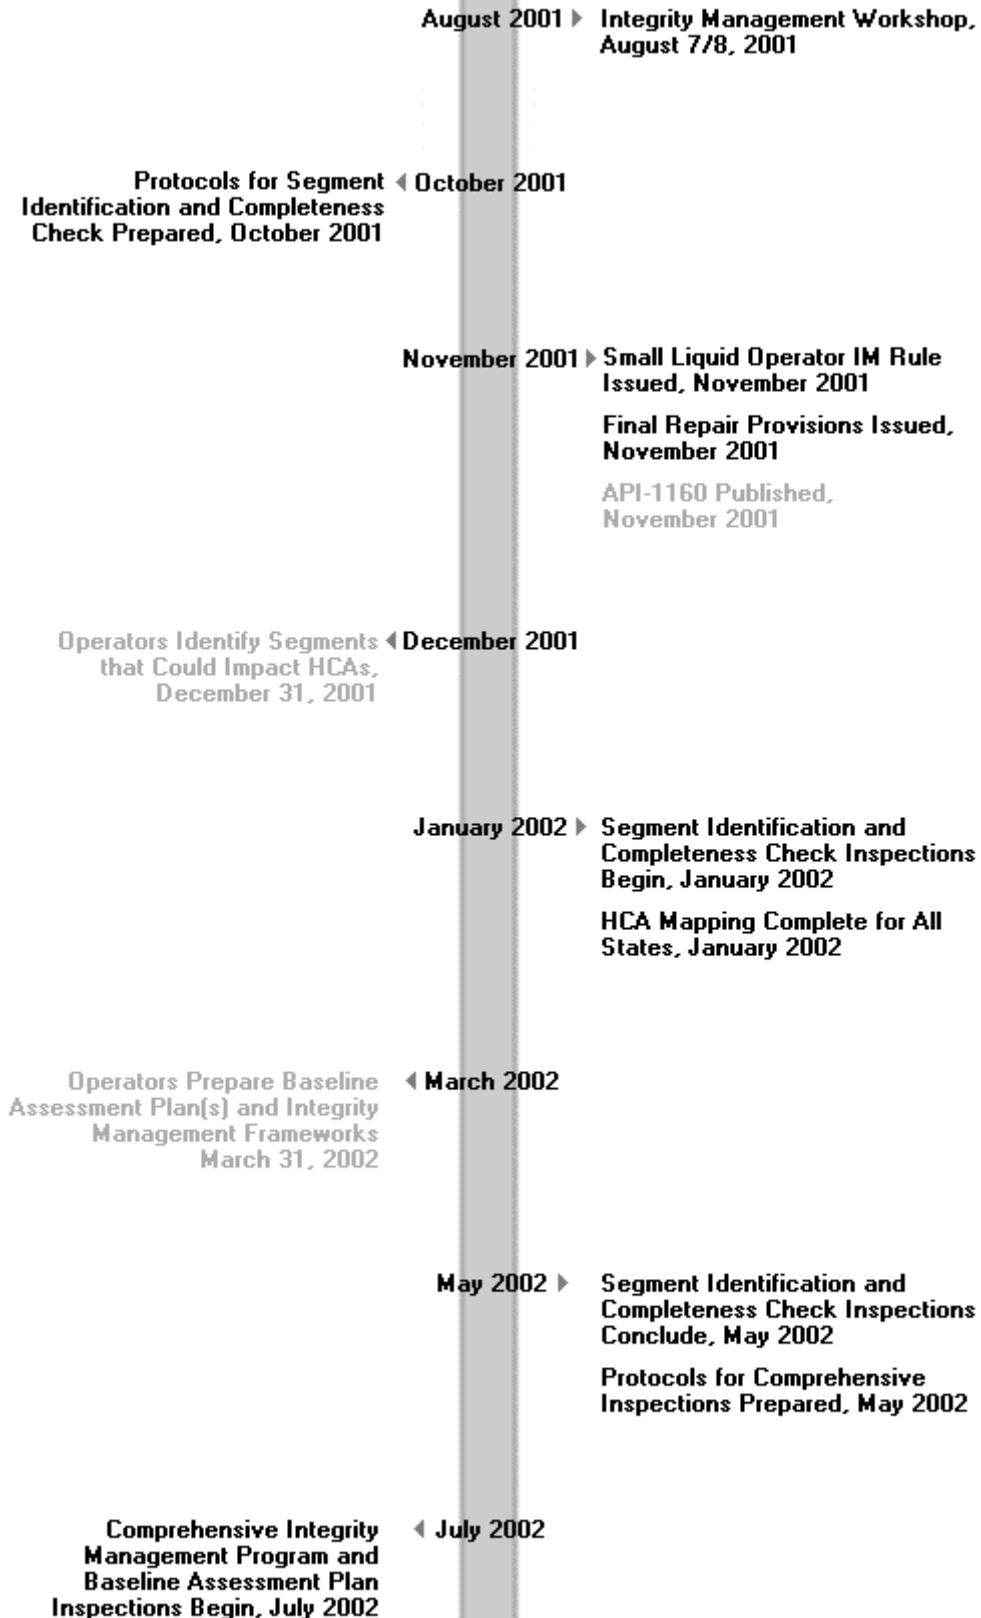 August 2001
Integrity Management Workshop,
August 7/8, 2001
October 2001
Protocols for Segment
Identification and Completeness
Check Prepared, October 2001
November 2001
Small Liquid Operator IM Rule
Issued, November 2001
Final Repair Provisions Issued,
November 2001
API-1160 Published,
November 2001
December 2001
Operators Identify Segments
that Could Impact HCAs,
December 31, 2001
January 2002
Segment Identification and
Completeness Check Inspections
Begin, January 2002
HCA Mapping Complete for All
States, January 2002
March 2002
Operators Prepare Baseline
Assessment Plan(s) and Integrity
Management Frameworks
March 31, 2002
May 2002
Segment Identification and
Completeness Check Inspections
Conclude, May 2002
Protocols for Comprehensive
Inspections Prepared, May 2002
July 2002
Comprehensive Integrity
Management Program and
Baseline Assessment Plan
Inspections Begin, July 2002